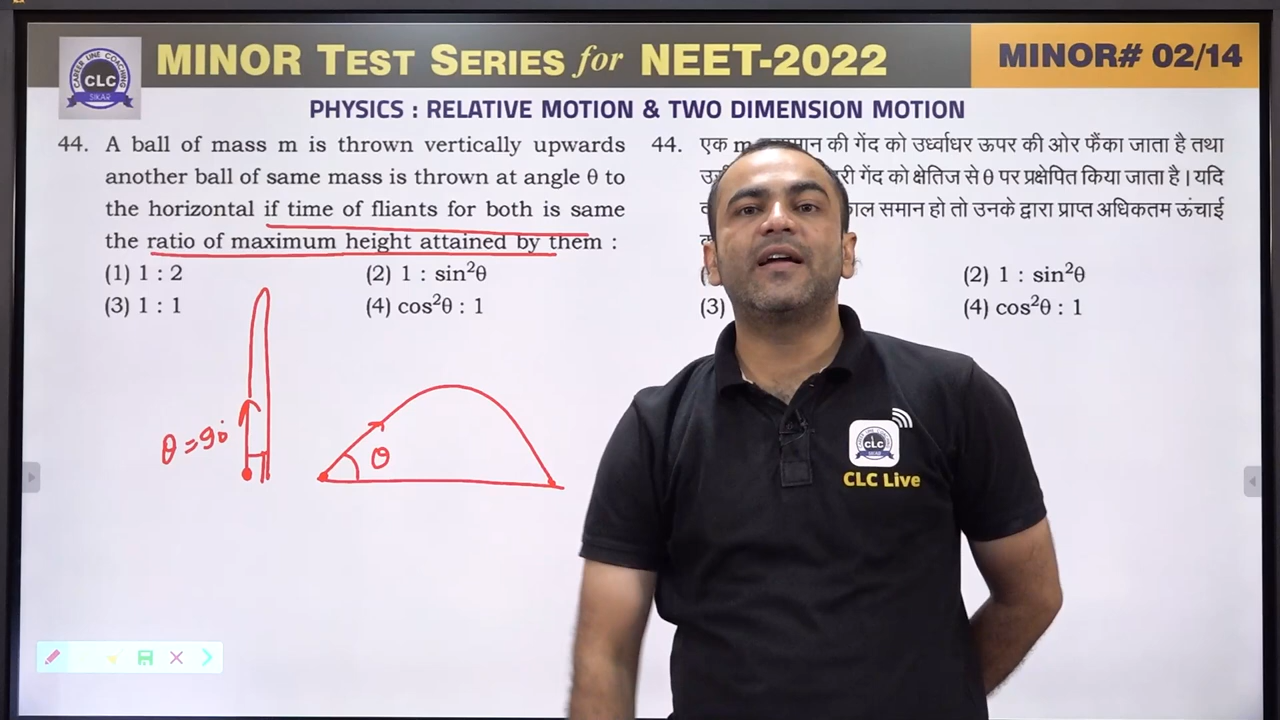 MINOR TEST SERIES for NEET-2022
MINOR# 02/14
CAREER LINE COACHING
CLC
SIKAR
PHYSICS : RELATIVE MOTION & TWO DIMENSION MOTION
44. A ball of mass m is thrown vertically upwards
another ball of same mass is thrown at angle θ to
the horizontal if time of fliants for both is same
the ratio of maximum height attained by them :
(1) 1 : 2
(2) 1 : sin²θ
(3) 1 : 1
(4) cos²θ : 1
44. एक m की गेंद को उर्ध्वाधर ऊपर की ओर फैंका जाता है तथा
गेंद को क्षैतिज से θ पर प्रक्षेपित किया जाता है। यदि
समान हो तो उनके द्वारा प्राप्त अधिकतम ऊंचाई
(2) 1 : sin²θ
(3)
(4) cos²θ : 1
θ = 90°
θ
CLC
CLC Live